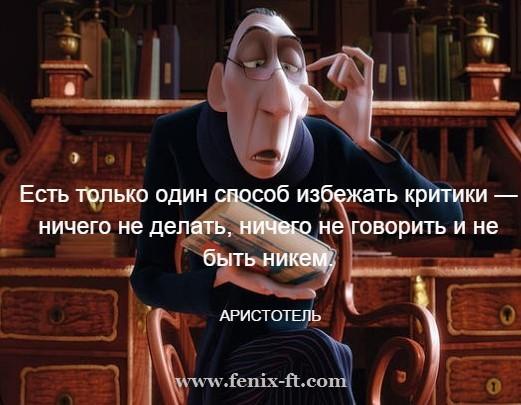 Есть только один способ избежать критики —
ничего не делать, ничего не говорить и не
быть никем.
АРИСТОТЕЛЬ
www.fenix-ft.com